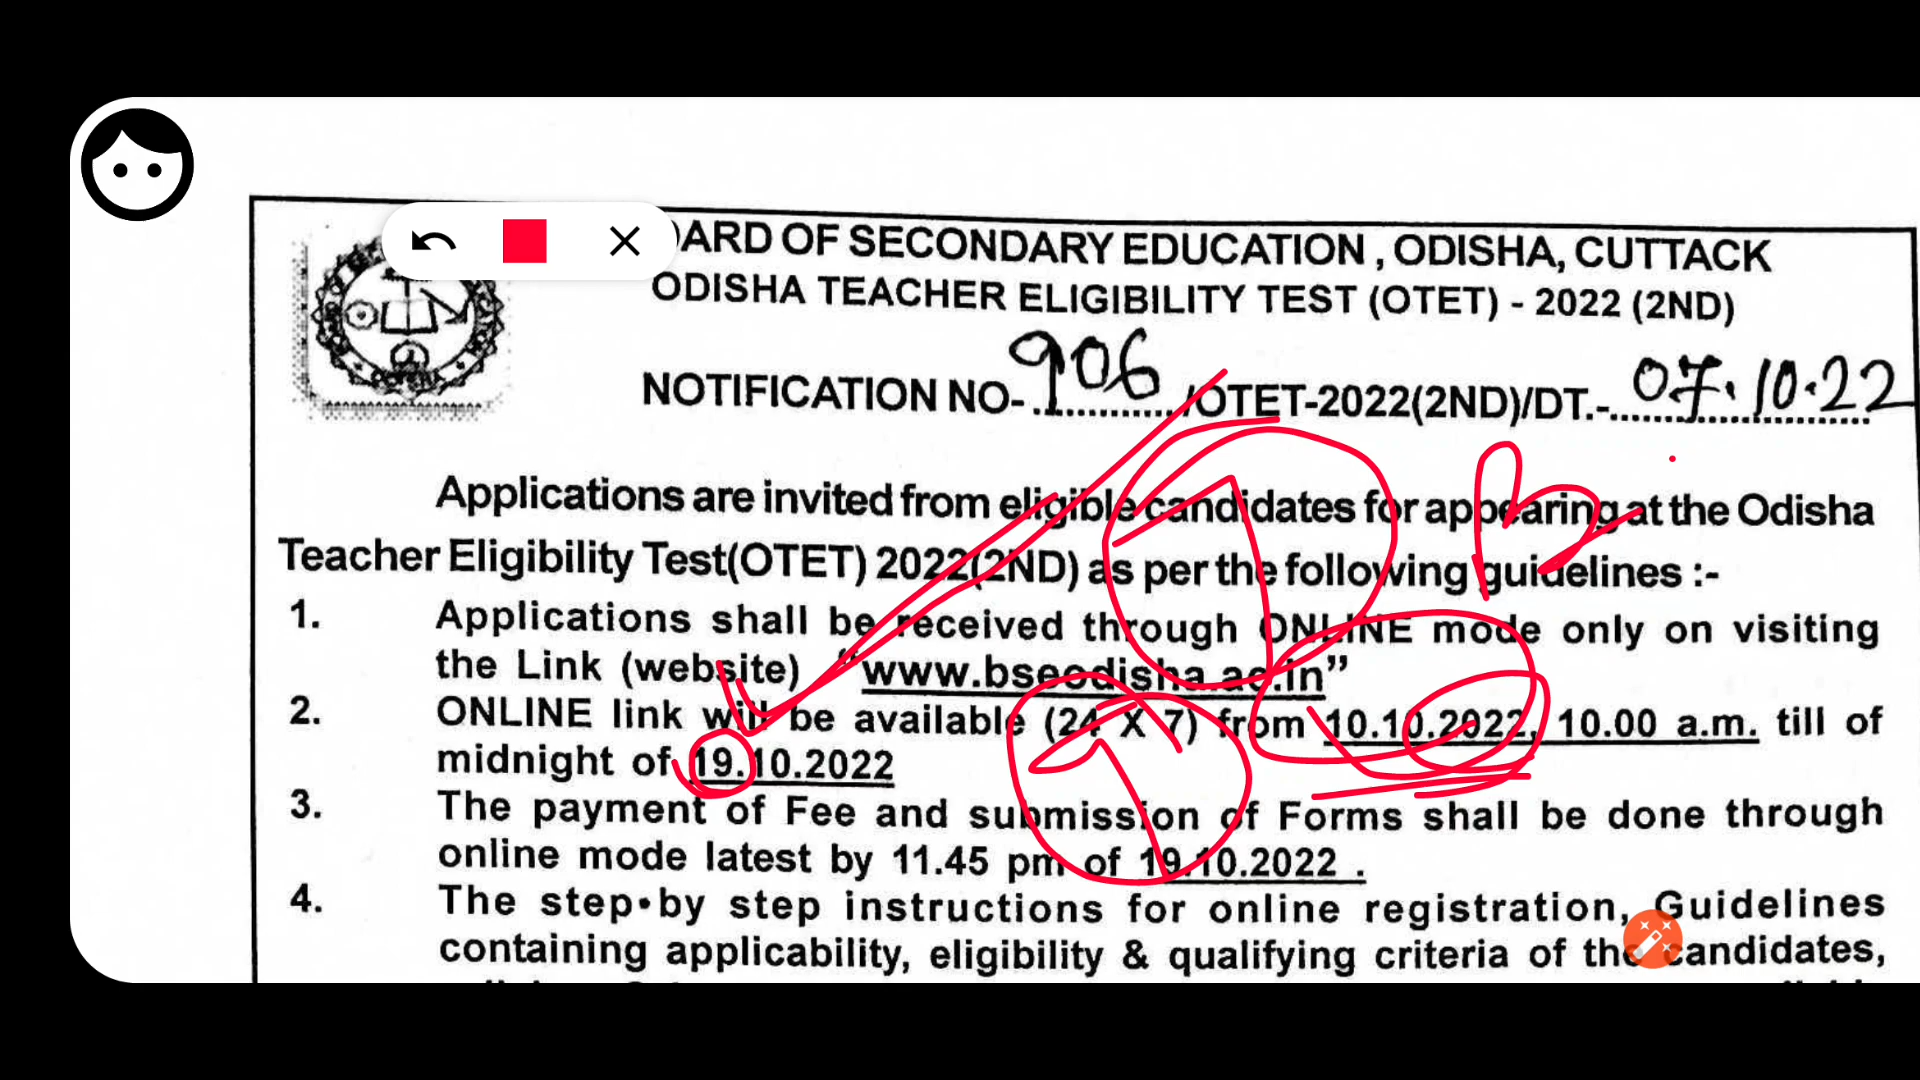 ARD OF SECONDARY EDUCATION , ODISHA, CUTTACK
ODISHA TEACHER ELIGIBILITY TEST (OTET) - 2022 (2ND)
NOTIFICATION NO- 906 /OTET-2022(2ND)/DT.- 07.10.22
Applications are invited from eligible candidates for appearing at the Odisha
Teacher Eligibility Test(OTET) 2022(2ND) as per the following guidelines :-
1. Applications shall be received through ONLINE mode only on visiting
the Link (website) “www.bseodisha.ac.in”
2. ONLINE link will be available (24 X 7) from 10.10.2022, 10.00 a.m. till of
midnight of 19.10.2022
3. The payment of Fee and submission of Forms shall be done through
online mode latest by 11.45 pm of 19.10.2022 .
4. The step by step instructions for online registration, Guidelines
containing applicability, eligibility & qualifying criteria of the candidates,